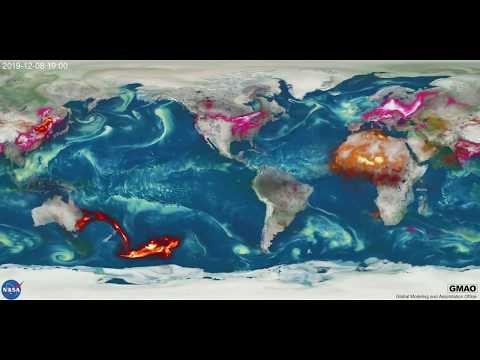 2019-12-08 19:00
NASA
GMAO
Global Modeling and Assimilation Office